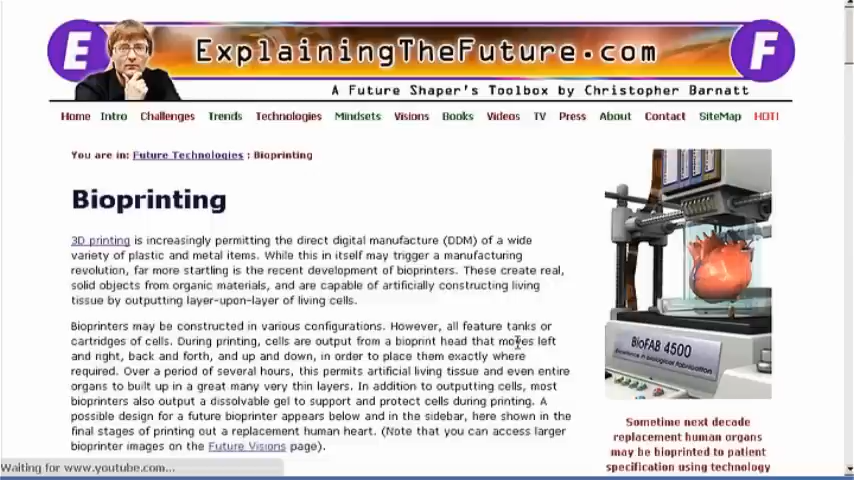 E
ExplainingTheFuture.com
F
A Future Shaper's Toolbox by Christopher Barnatt
Home Intro Challenges Trends Technologies Mindsets Visions Books Videos TV Press About Contact SiteMap HOT!
You are in: Future Technologies : Bioprinting
Bioprinting
3D printing is increasingly permitting the direct digital manufacture (DDM) of a wide
variety of plastic and metal items. While this in itself may trigger a manufacturing
revolution, far more startling is the recent development of bioprinters. These create real,
solid objects from organic materials, and are capable of artificially constructing living
tissue by outputting layer-upon-layer of living cells.
Bioprinters may be constructed in various configurations. However, all feature tanks or
cartridges of cells. During printing, cells are output from a bioprint head that moves left
and right, back and forth, and up and down, in order to place them exactly where
required. Over a period of several hours, this permits artificial living tissue and even entire
organs to built up in a great many very thin layers. In addition to outputting cells, most
bioprinters also output a dissolvable gel to support and protect cells during printing. A
possible design for a future bioprinter appears below and in the sidebar, here shown in the
final stages of printing out a replacement human heart. (Note that you can access larger
bioprinter images on the Future Visions page).
BioFAB 4500
Excellence in biological fabrication
Sometime next decade
replacement human organs
may be bioprinted to patient
specification using technology
Waiting for www.youtube.com...